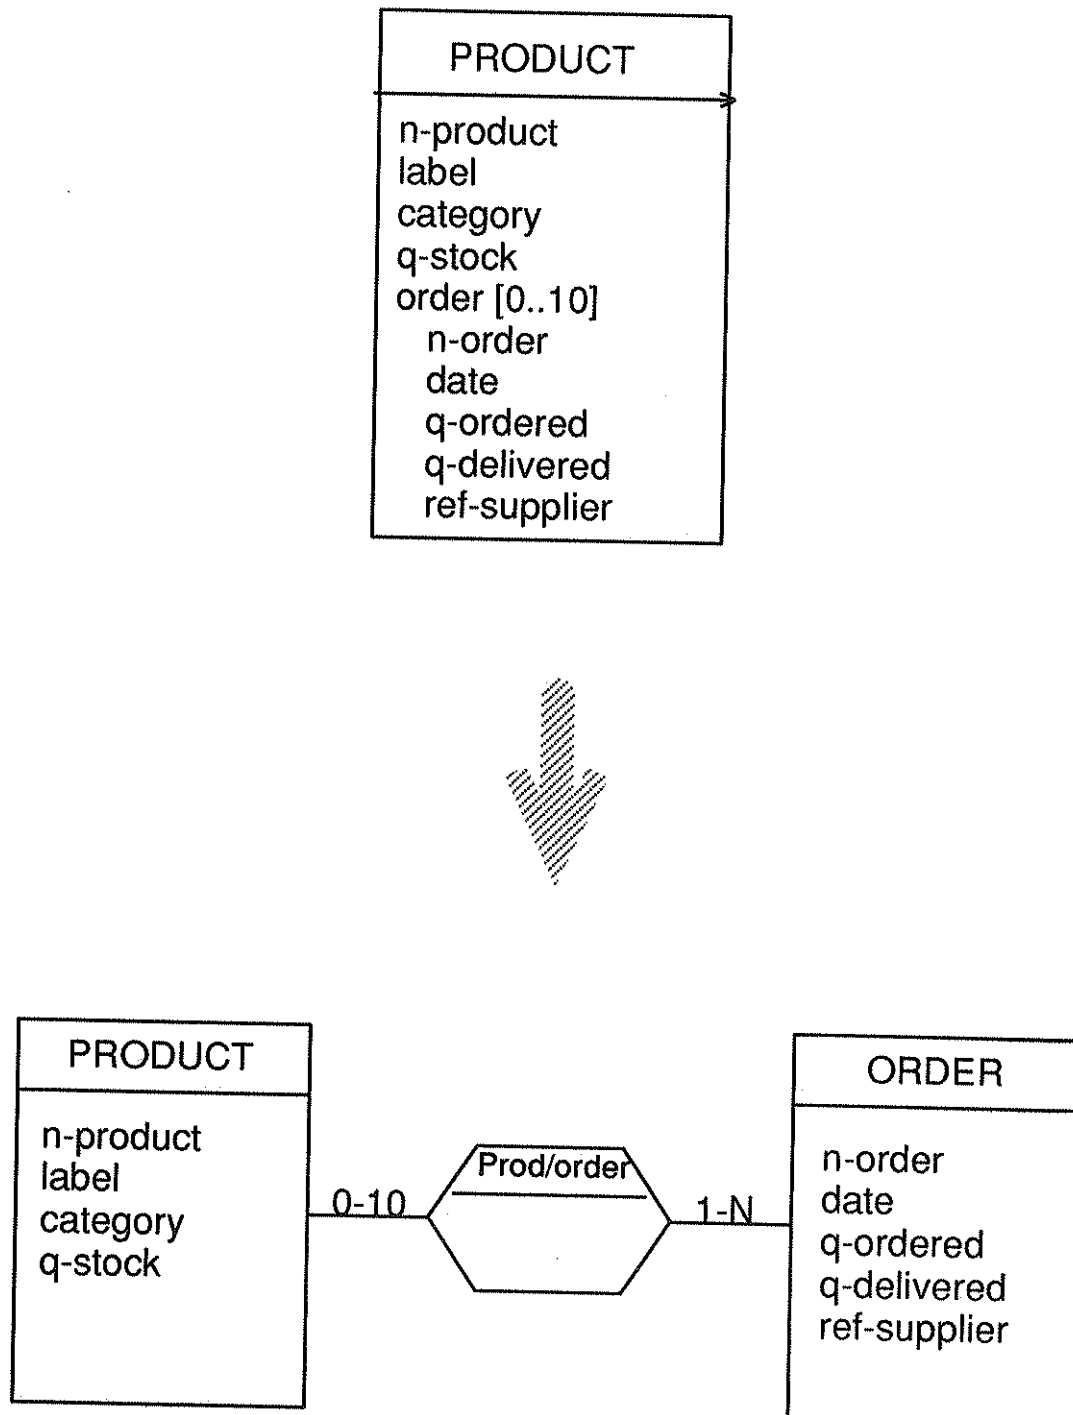 PRODUCT
n-product
label
category
q-stock
order [0..10]
n-order
date
q-ordered
q-delivered
ref-supplier
PRODUCT
n-product
label
category
q-stock
0-10
Prod/order
1-N
ORDER
n-order
date
q-ordered
q-delivered
ref-supplier